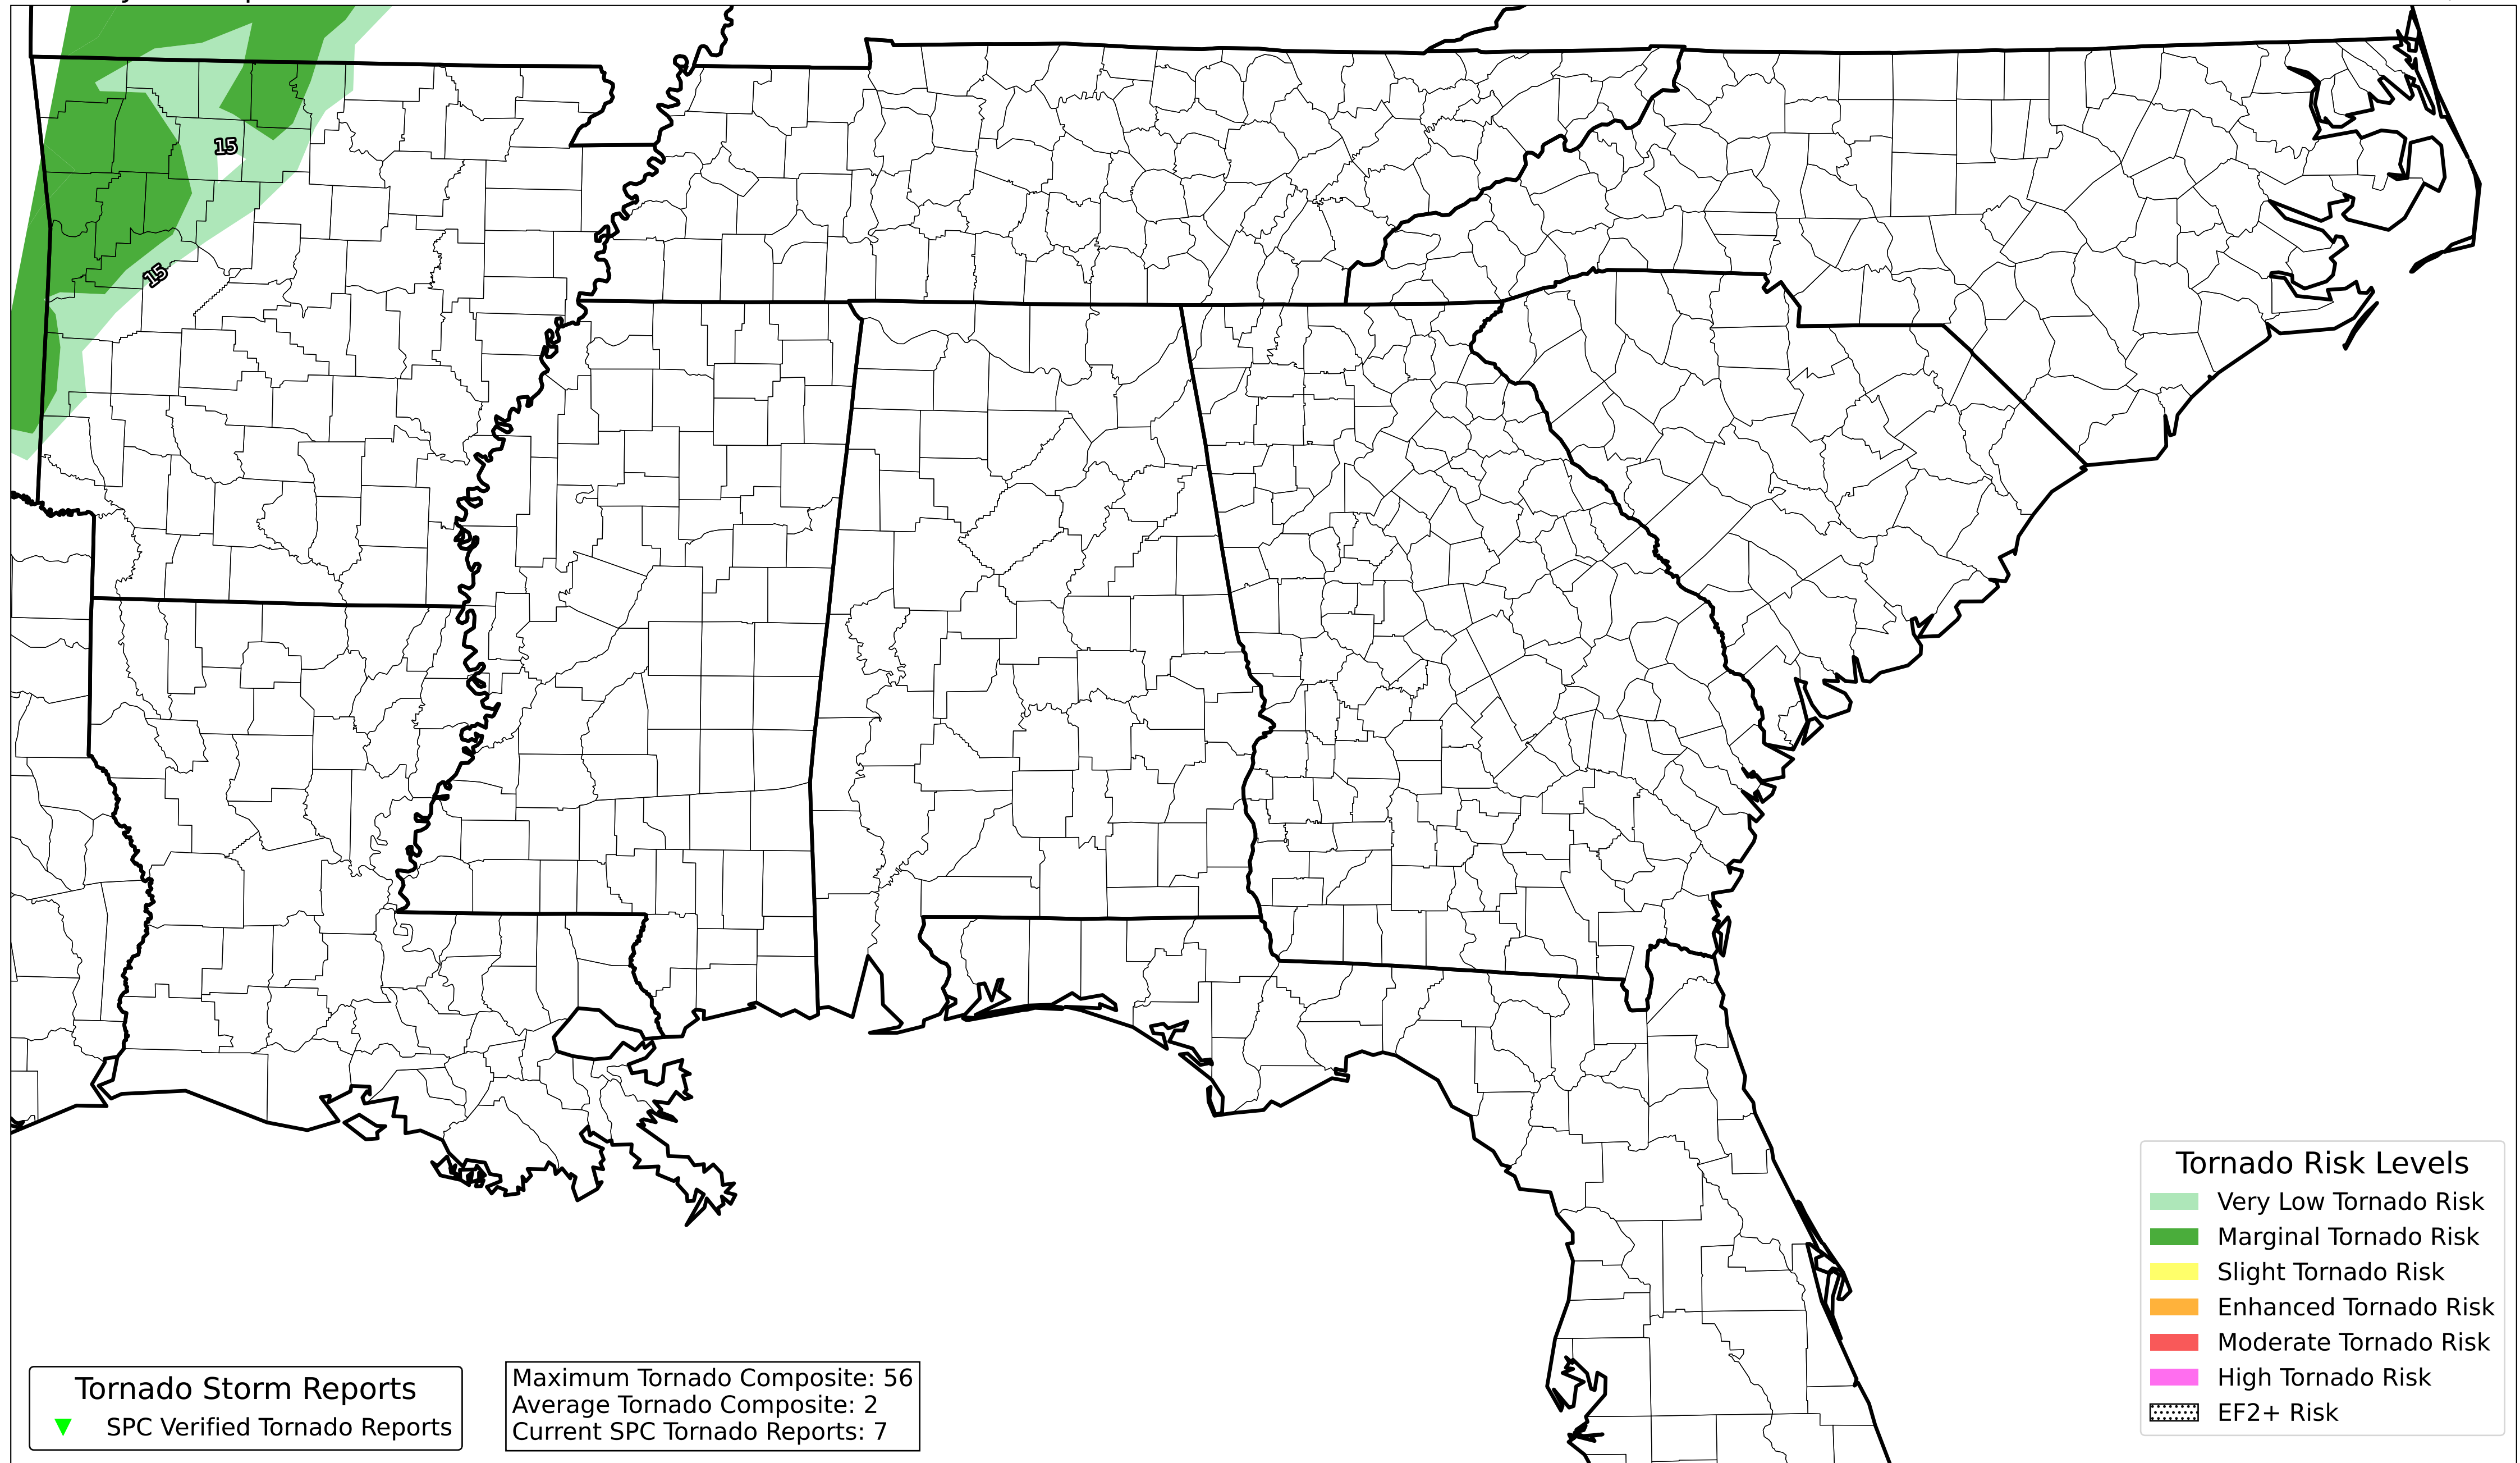 15
15
Tornado Risk Levels
Very Low Tornado Risk
Marginal Tornado Risk
Slight Tornado Risk
Enhanced Tornado Risk
Moderate Tornado Risk
High Tornado Risk
EF2+ Risk
Tornado Storm Reports
SPC Verified Tornado Reports
Maximum Tornado Composite: 56
Average Tornado Composite: 2
Current SPC Tornado Reports: 7